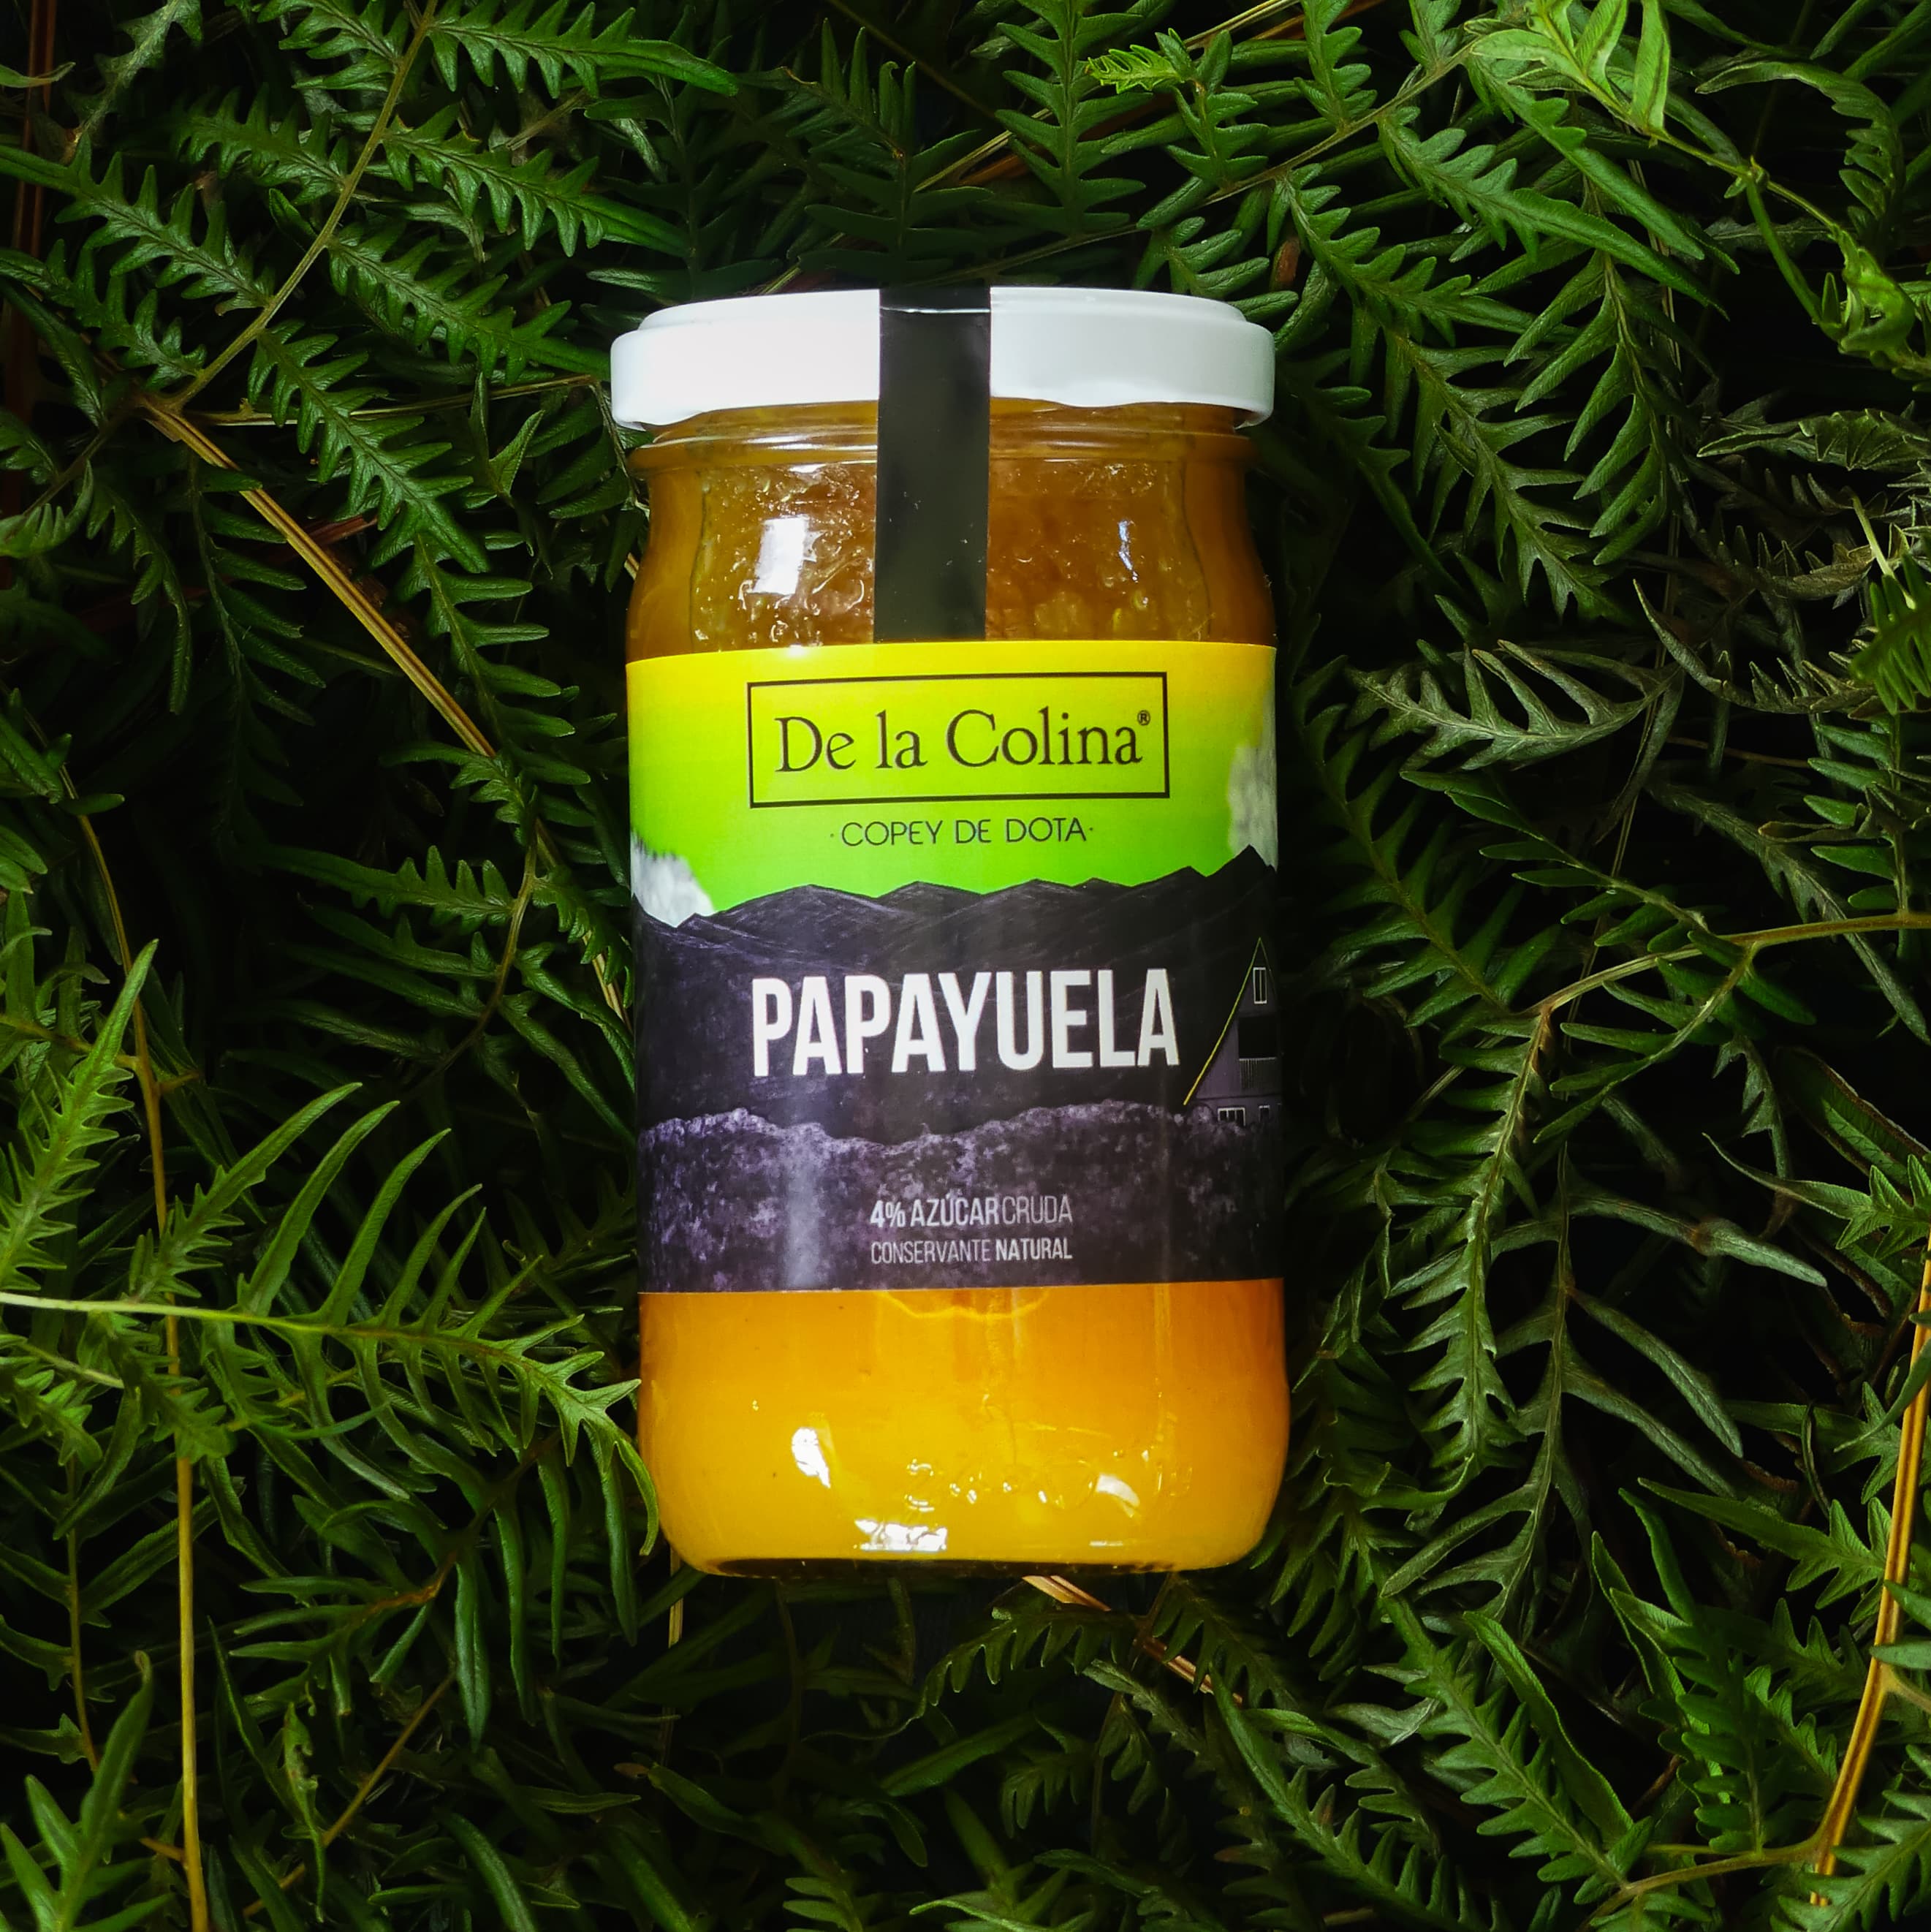 De la Colina®
·COPEY DE DOTA·
PAPAYUELA
4% AZÚCAR CRUDA
CONSERVANTE NATURAL